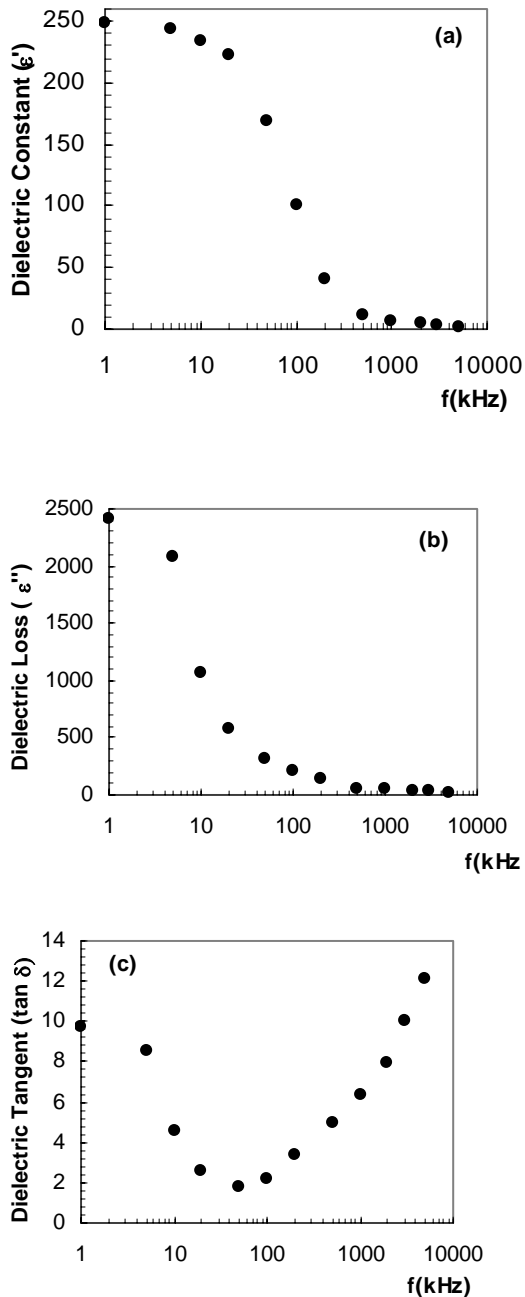 (a)
Dielectric Constant (ε')
250
200
150
100
50
0
1 10 100 1000 10000
f(kHz)
(b)
Dielectric Loss ( ε")
2500
2000
1500
1000
500
0
1 10 100 1000 10000
f(kHz
(c)
Dielectric Tangent (tan δ)
14
12
10
8
6
4
2
0
1 10 100 1000 10000
f(kHz)